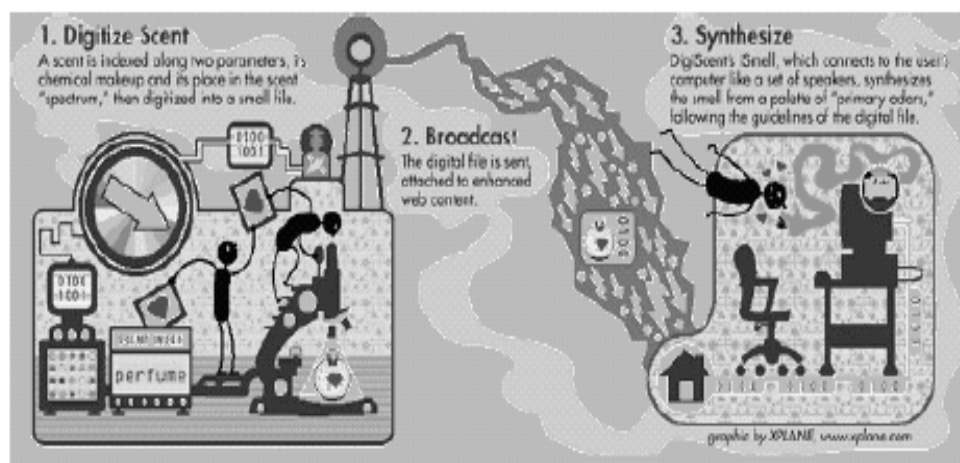 1. Digitize Scent
A scent is indexed along two parameters, its
chemical makeup and its place in the scent
"spectrum," then digitized into a small file.
2. Broadcast
The digital file is sent,
attached to enhanced
web content.
3. Synthesize
DigiScent's iSmell, which connects to the user's
computer like a set of speakers, synthesizes
the smell from a palette of "primary odors,"
following the guidelines of the digital file.
1001
1001
SCENT INDEX
perfume
graphic by XPLANE, www.xplane.com